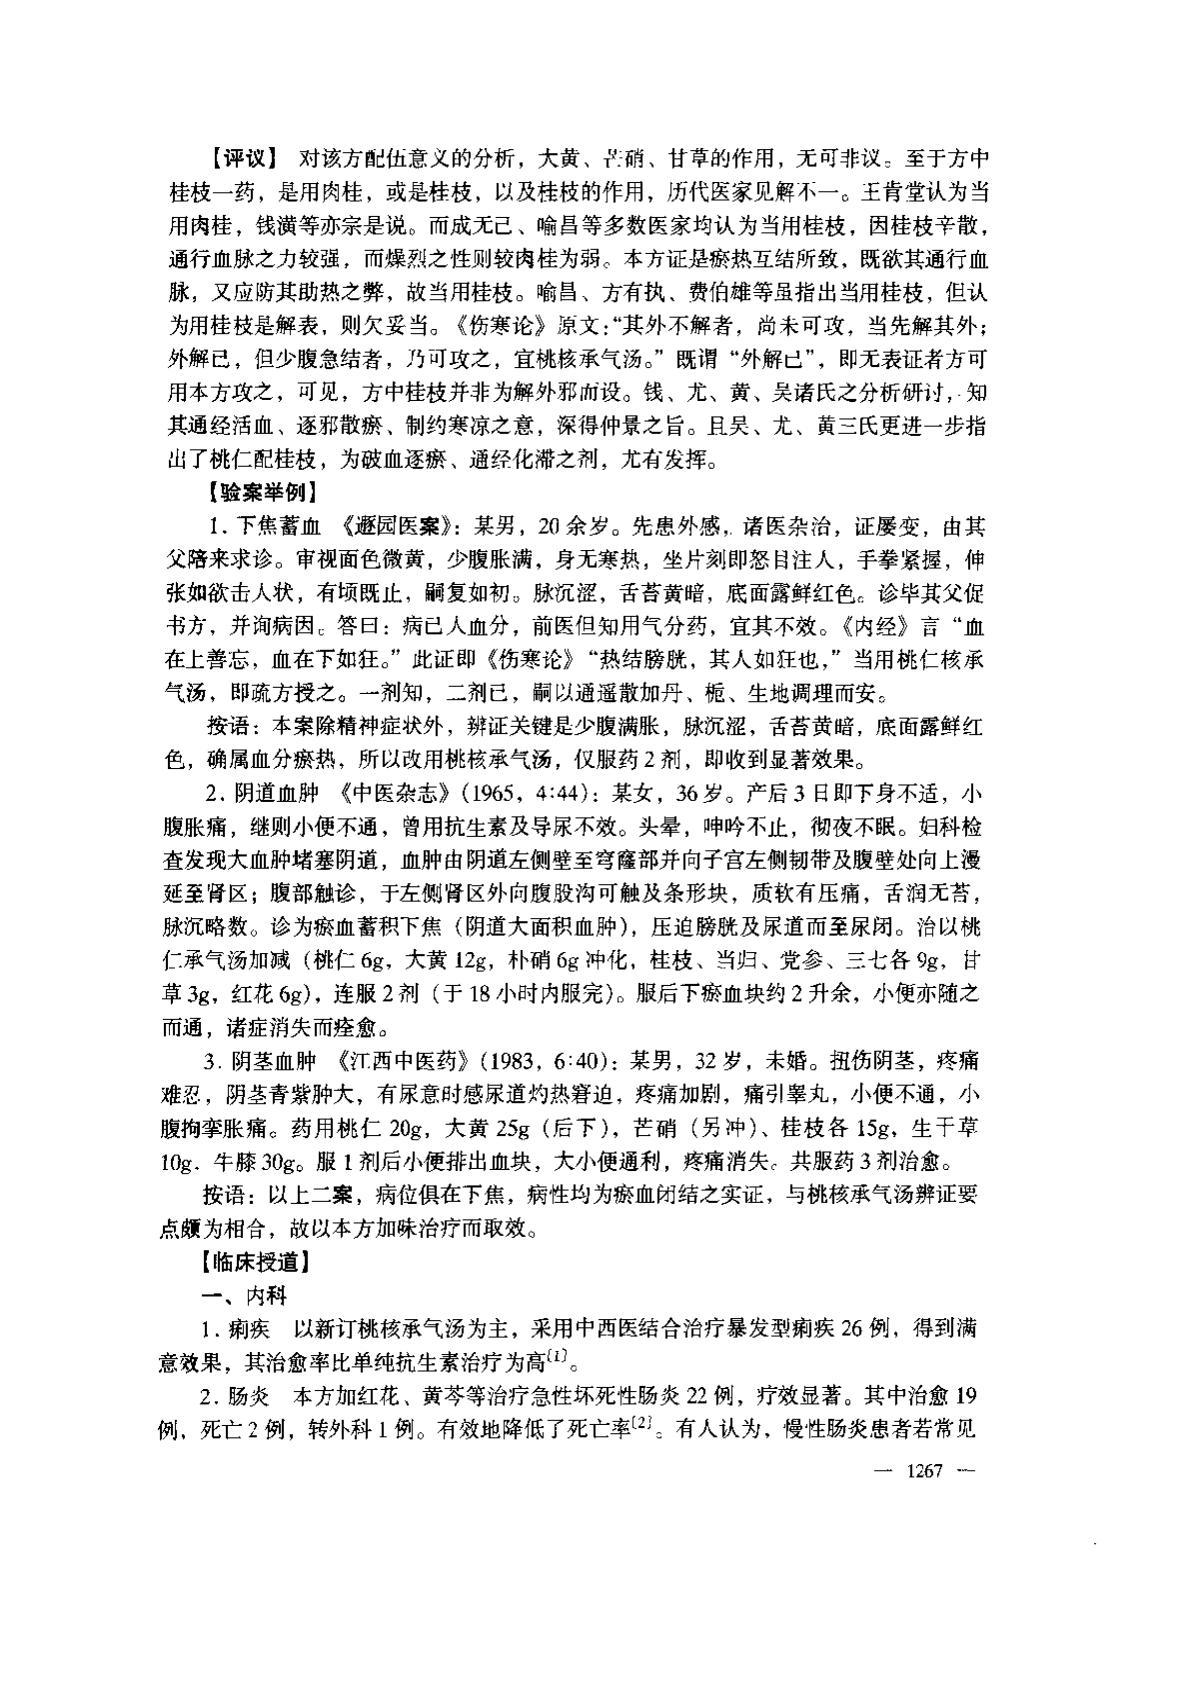 【评议】 对该方配伍意义的分析，大黄、芒硝、甘草的作用，无可非议。至于方中
桂枝一药，是用肉桂，或是桂枝，以及桂枝的作用，历代医家见解不一。王肯堂认为当
用肉桂，钱潢等亦宗是说。而成无己、喻昌等多数医家均认为当用桂枝，因桂枝辛散，
通行血脉之力较强，而燥烈之性则较肉桂为弱。本方证是瘀热互结所致，既欲其通行血
脉，又应防其助热之弊，故当用桂枝。喻昌、方有执、费伯雄等虽指出当用桂枝，但认
为用桂枝是解表，则欠妥当。《伤寒论》原文：“其外不解者，尚未可攻，当先解其外；
外解已，但少腹急结者，乃可攻之，宜桃核承气汤。”既谓“外解已”，即无表证者方可
用本方攻之，可见，方中桂枝并非为解外邪而设。钱、尤、黄、吴诸氏之分析研讨，知
其通经活血、逐邪散瘀、制约寒凉之意，深得仲景之旨。且吴、尤、黄三氏更进一步指
出了桃仁配桂枝，为破血逐瘀、通经化滞之剂，尤有发挥。
【验案举例】
1. 下焦蓄血 《遯园医案》：某男，20 余岁。先患外感，诸医杂治，证屡变，由其
父陪来求诊。审视面色微黄，少腹胀满，身无寒热，坐片刻即怒目注人，手拳紧握，伸
张如欲击人状，有顷既止，嗣复如初。脉沉涩，舌苔黄暗，底面露鲜红色。诊毕其父促
书方，并询病因。答曰：病已人血分，前医但知用气分药，宜其不效。《内经》言“血
在上善忘，血在下如狂。”此证即《伤寒论》“热结膀胱，其人如狂也，”当用桃仁核承
气汤，即疏方授之。一剂知，二剂已，嗣以逍遥散加丹、栀、生地调理而安。
按语：本案除精神症状外，辨证关键是少腹满胀，脉沉涩，舌苔黄暗，底面露鲜红
色，确属血分瘀热，所以改用桃核承气汤，仅服药 2 剂，即收到显著效果。
2. 阴道血肿 《中医杂志》（1965，4:44）：某女，36 岁。产后 3 日即下身不适，小
腹胀痛，继则小便不通，曾用抗生素及导尿不效。头晕，呻吟不止，彻夜不眠。妇科检
查发现大血肿堵塞阴道，血肿由阴道左侧壁至穹窿部并向子宫左侧韧带及腹壁处向上漫
延至肾区；腹部触诊，于左侧肾区外向腹股沟可触及条形块，质软有压痛，舌润无苔，
脉沉略数。诊为瘀血蓄积下焦（阴道大面积血肿），压迫膀胱及尿道而至尿闭。治以桃
仁承气汤加减（桃仁 6g，大黄 12g，朴硝 6g 冲化，桂枝、当归、党参、三七各 9g，甘
草 3g，红花 6g），连服 2 剂（于 18 小时内服完）。服后下瘀血块约 2 升余，小便亦随之
而通，诸症消失而痊愈。
3. 阴茎血肿 《江西中医药》（1983，6:40）：某男，32 岁，未婚。扭伤阴茎，疼痛
难忍，阴茎青紫肿大，有尿意时感尿道灼热窘迫，疼痛加剧，痛引睾丸，小便不通，小
腹拘挛胀痛。药用桃仁 20g，大黄 25g（后下），芒硝（另冲）、桂枝各 15g，生干草
10g．牛膝 30g。服 1 剂后小便排出血块，大小便通利，疼痛消失。共服药 3 剂治愈。
按语：以上二案，病位俱在下焦，病性均为瘀血闭结之实证，与桃核承气汤辨证要
点颇为相合，故以本方加味治疗而取效。
【临床授道】
一、内科
1. 痢疾 以新订桃核承气汤为主，采用中西医结合治疗暴发型痢疾 26 例，得到满
意效果，其治愈率比单纯抗生素治疗为高〔1〕。
2. 肠炎 本方加红花、黄芩等治疗急性坏死性肠炎 22 例，疗效显著。其中治愈 19
例，死亡 2 例，转外科 1 例。有效地降低了死亡率〔2〕。有人认为，慢性肠炎患者若常见
— 1267 —